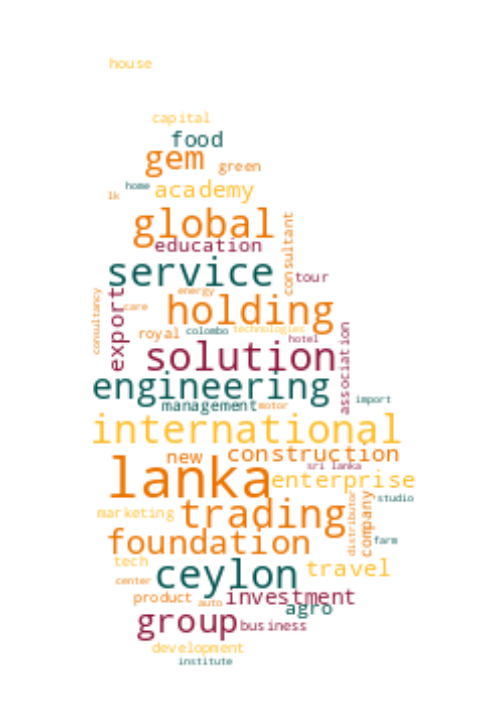 house
capital
food
gem
green
home
lk
academy
global
consultant
education
service
tour
energy
consultancy
export
care
holding
royal
colombo
technologies
hotel
association
solution
engineering
management
motor
import
international
new
construction
sri lanka
lanka
enterprise
studio
marketing
trading
distributor
company
foundation
farm
tech
center
ceylon
travel
product
auto
investment
agro
group
business
development
institute